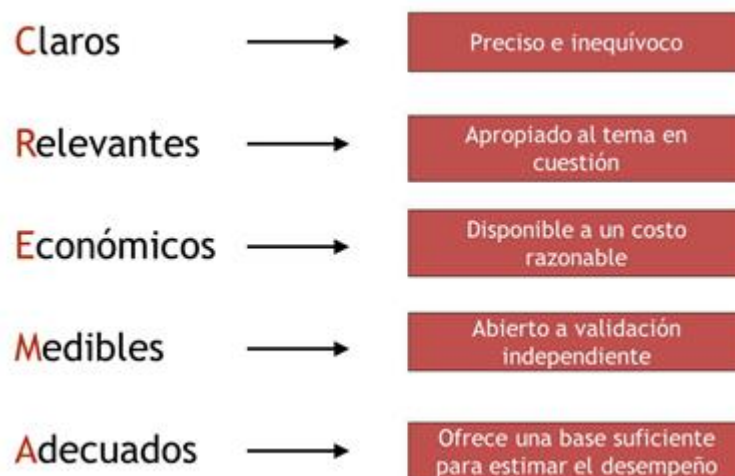 Claros
Preciso e inequívoco
Relevantes
Apropiado al tema en
cuestión
Económicos
Disponible a un costo
razonable
Medibles
Abierto a validación
independiente
Adecuados
Ofrece una base suficiente
para estimar el desempeño